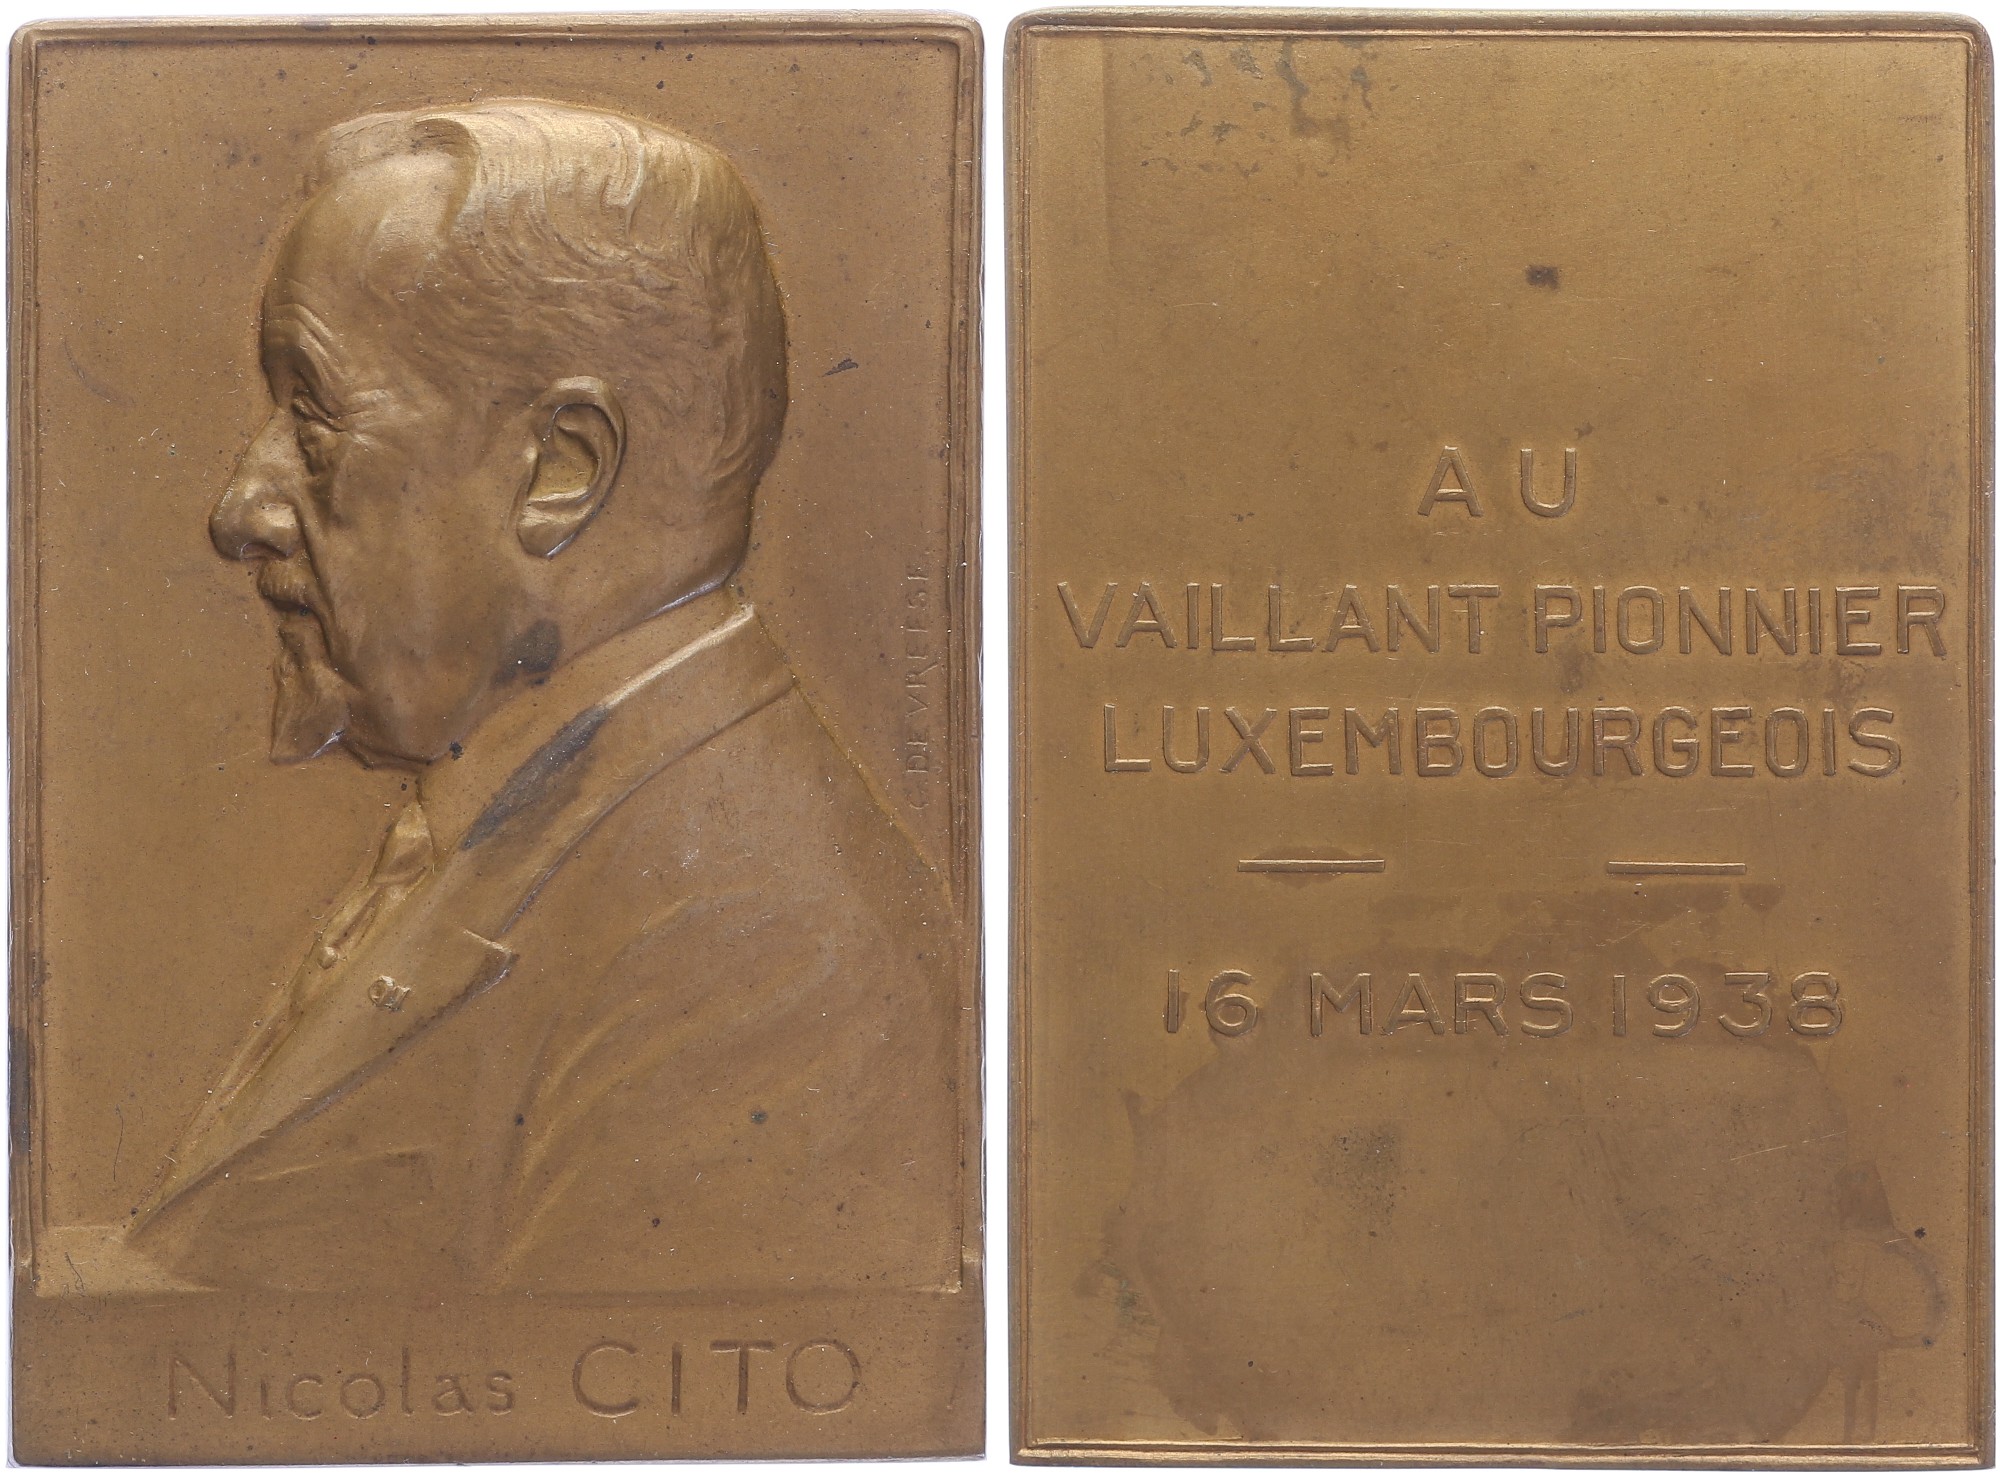 C. DEVREESE
Nicolas CITO
AU
VAILLANT PIONNIER
LUXEMBOURGEOIS
16 MARS 1938